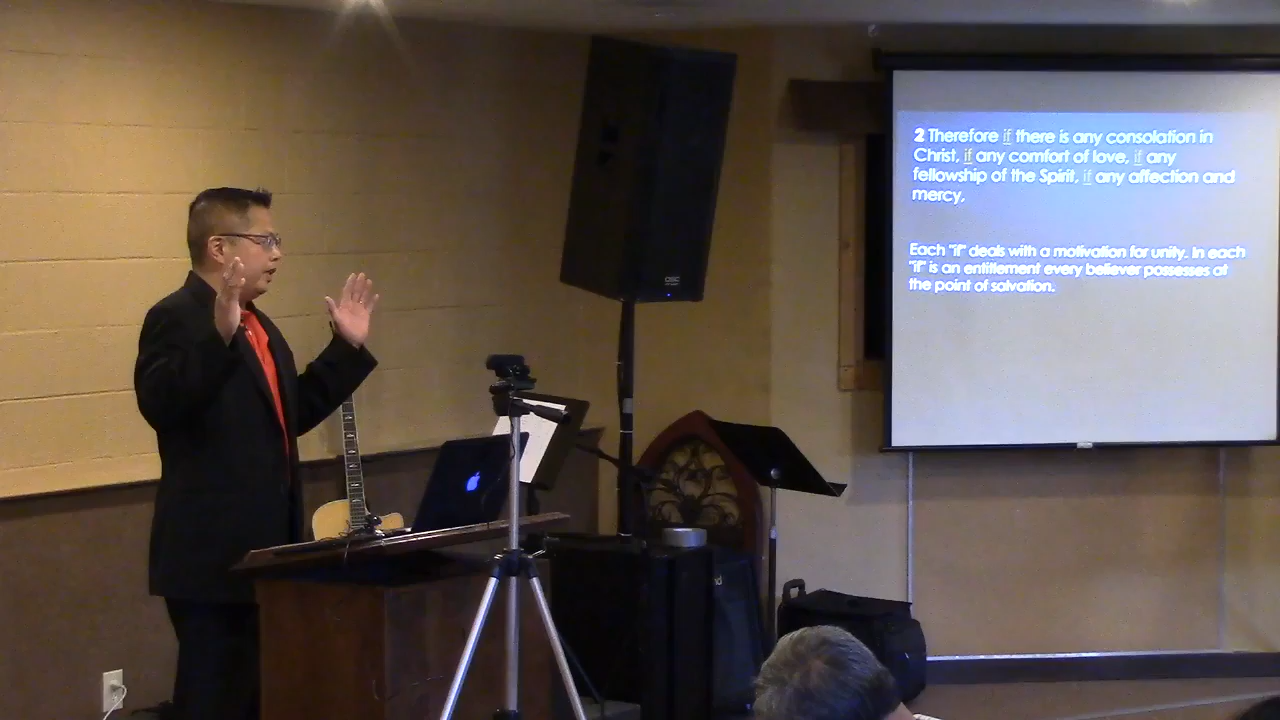 2 Therefore if there is any consolation in
Christ, if any comfort of love, if any
fellowship of the Spirit, if any affection and
mercy,
Each "if" deals with a motivation for unity. In each
"if" is an entitlement every believer possesses at
the point of salvation.
QSC